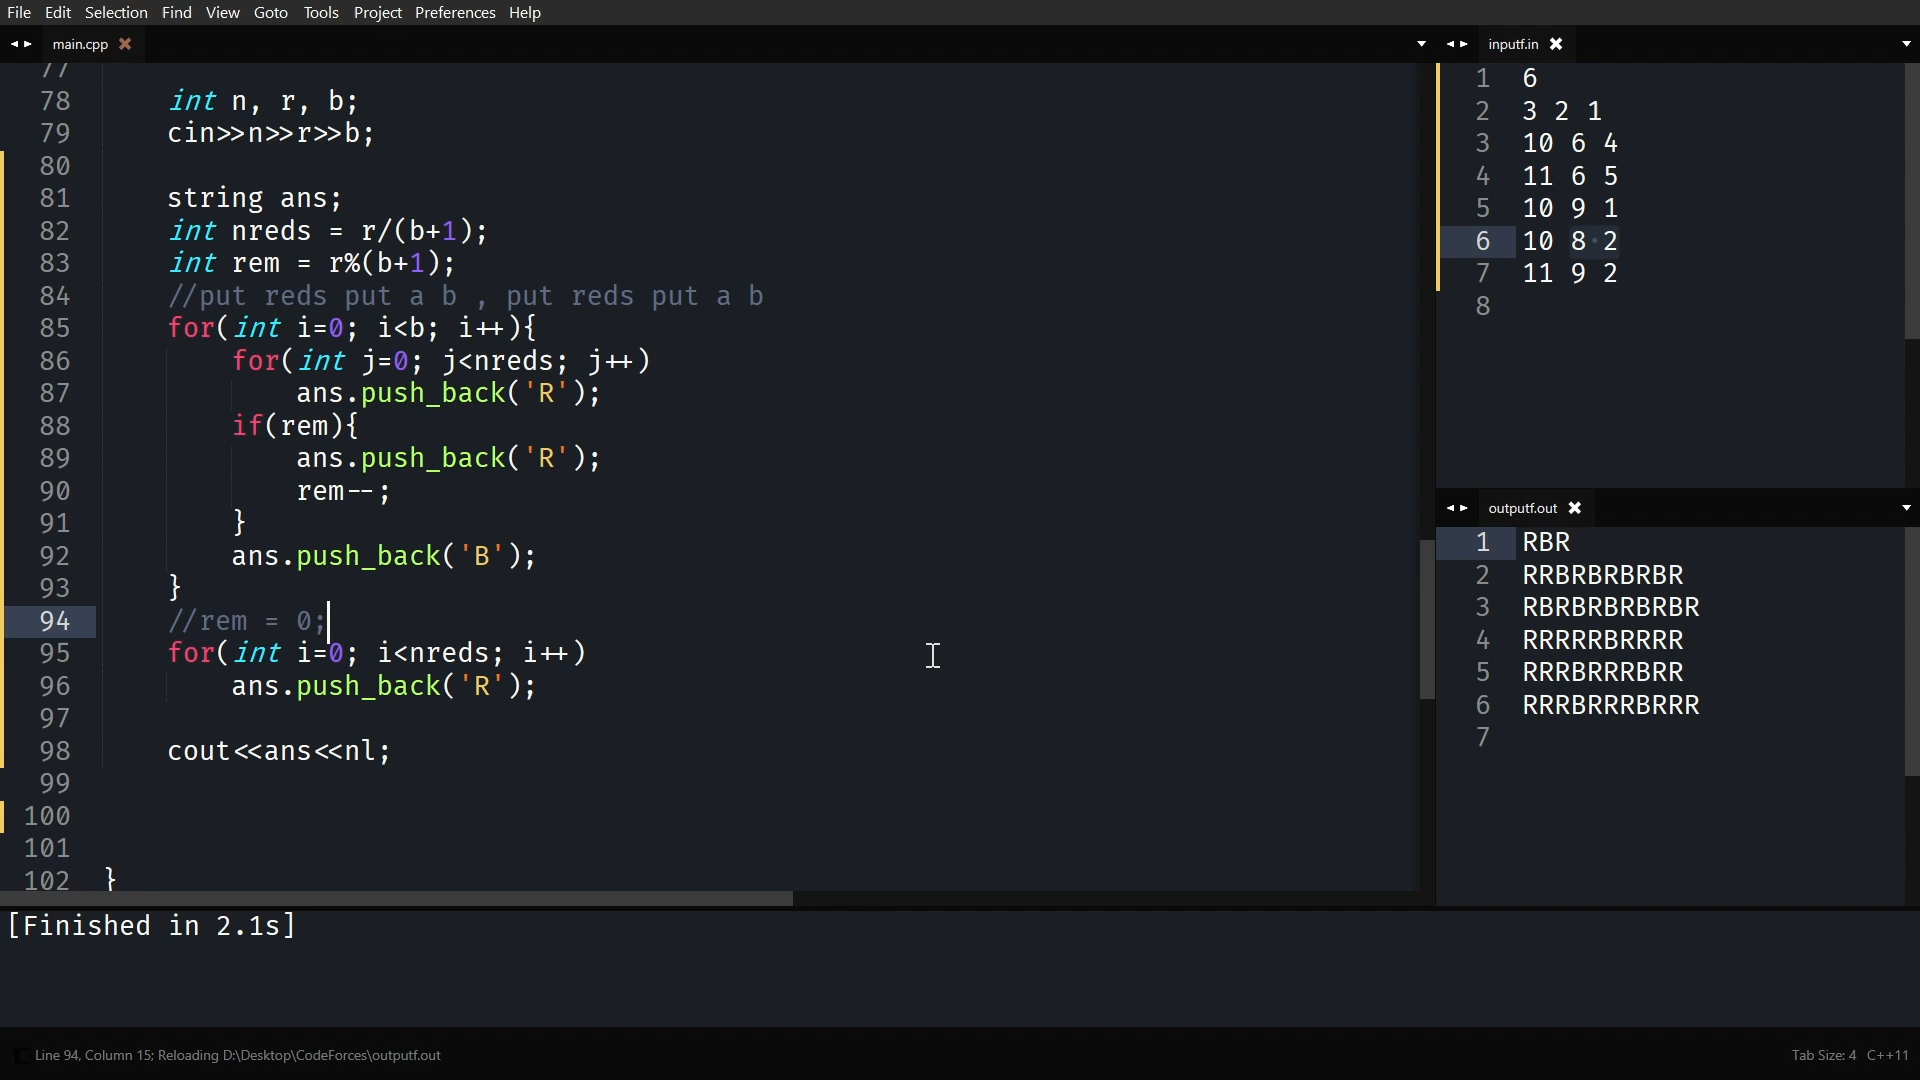 File Edit Selection Find View Goto Tools Project Preferences Help
main.cpp
77
78 int n, r, b;
79 cin>>n>>r>>b;
80
81 string ans;
82 int nreds = r/(b+1);
83 int rem = r%(b+1);
84 //put reds put a b , put reds put a b
85 for(int i=0; i<b; i++){
86 for(int j=0; j<nreds; j++)
87 ans.push_back('R');
88 if(rem){
89 ans.push_back('R');
90 rem--;
91 }
92 ans.push_back('B');
93 }
94 //rem = 0;
95 for(int i=0; i<nreds; i++)
96 ans.push_back('R');
97
98 cout<<ans<<nl;
99
100
101
102 }
inputf.in
1 6
2 3 2 1
3 10 6 4
4 11 6 5
5 10 9 1
6 10 8 2
7 11 9 2
8
outputf.out
1 RBR
2 RRBRBRBRBR
3 RBRBRBRBRBR
4 RRRRRBRRRR
5 RRRBRRRBRR
6 RRRBRRRBRRR
7
[Finished in 2.1s]
Line 94, Column 15; Reloading D:\Desktop\CodeForces\outputf.out
Tab Size: 4 C++11